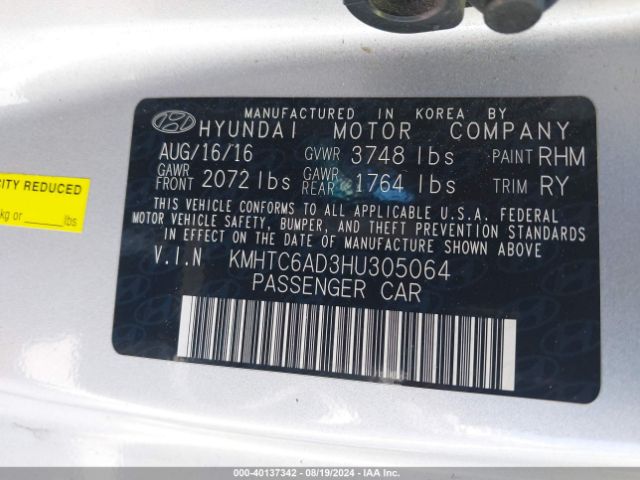 MANUFACTURED IN KOREA BY
HYUNDAI MOTOR COMPANY
AUG/16/16 GVWR 3748 lbs PAINT RHM
GAWR FRONT 2072 lbs GAWR REAR 1764 lbs TRIM RY
THIS VEHICLE CONFORMS TO ALL APPLICABLE U.S.A. FEDERAL
MOTOR VEHICLE SAFETY, BUMPER, AND THEFT PREVENTION STANDARDS
IN EFFECT ON THE DATE OF MANUFACTURE SHOWN ABOVE
V.I.N KMHTC6AD3HU305064
PASSENGER CAR
CITY REDUCED
kg or ______lbs
000-40137342 / 08/19/2024 - IAA Inc.